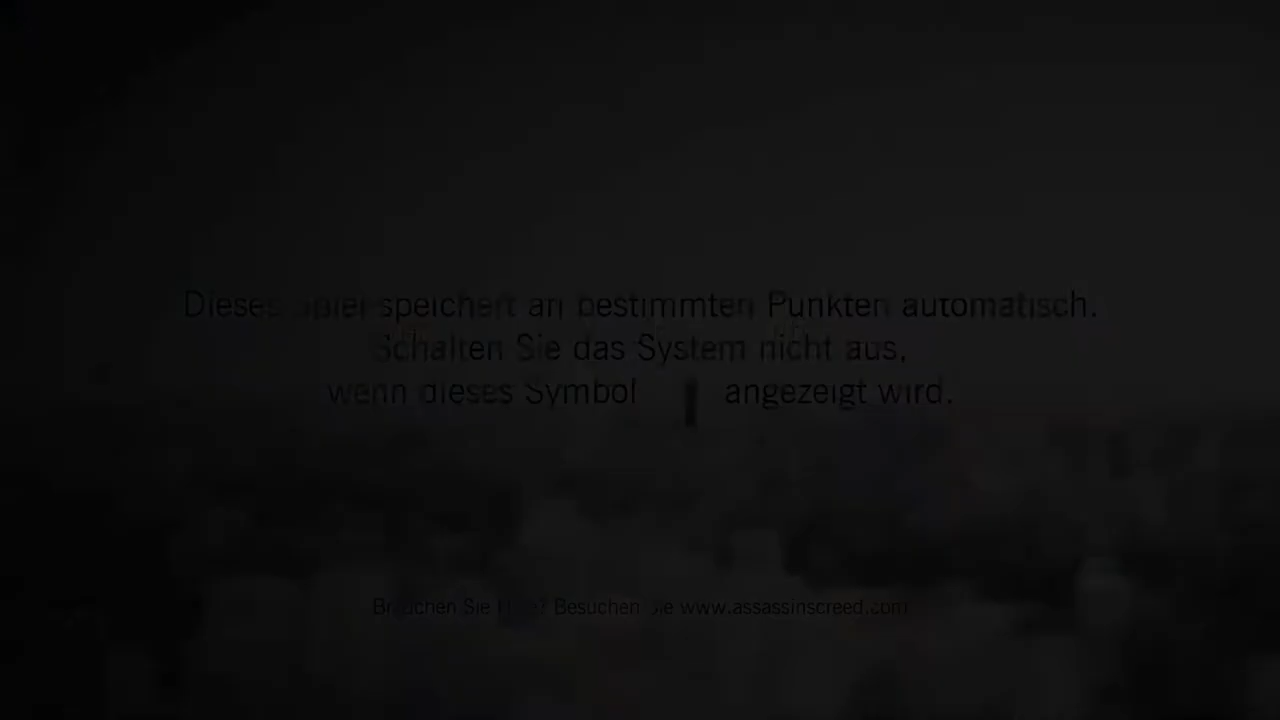 Dieses Spiel speichert an bestimmten Punkten automatisch.
Schalten Sie das System nicht aus,
wenn dieses Symbol angezeigt wird.
Brauchen Sie Hilfe? Besuchen Sie www.assassinscreed.com